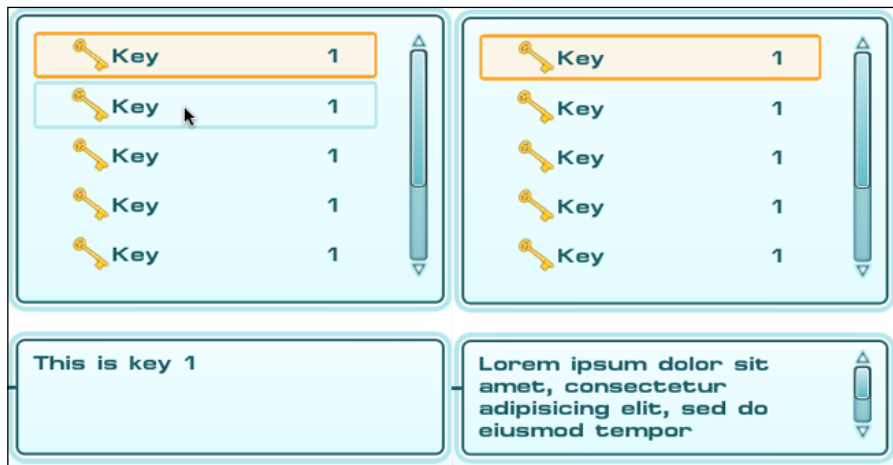 Key 1
Key 1
Key 1
Key 1
Key 1
This is key 1
Key 1
Key 1
Key 1
Key 1
Key 1
Lorem ipsum dolor sit
amet, consectetur
adipisicing elit, sed do
eiusmod tempor